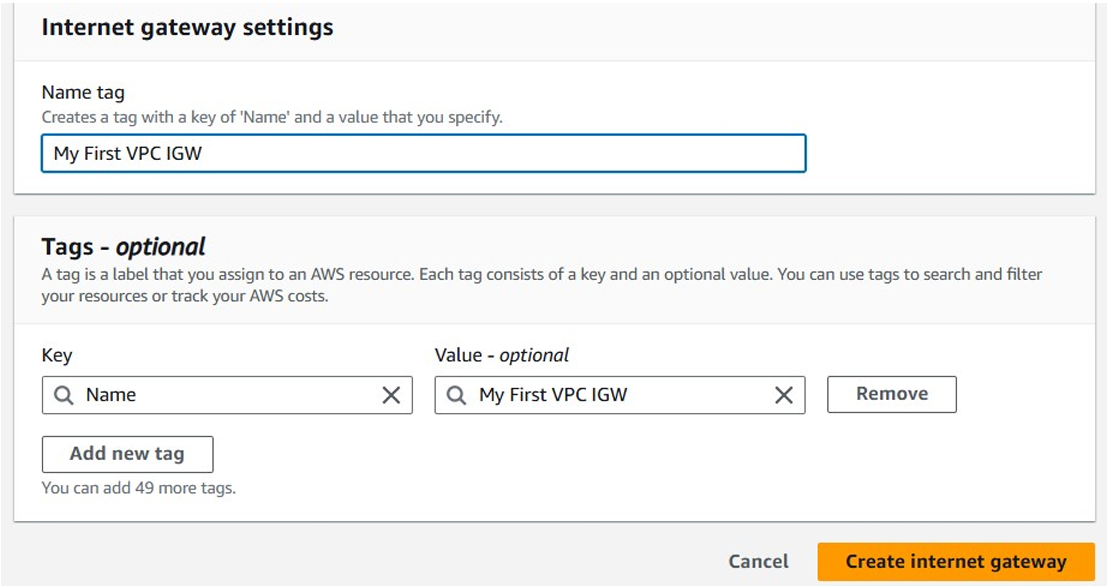 Internet gateway settings
Name tag
Creates a tag with a key of 'Name' and a value that you specify.
My First VPC IGW
Tags - optional
A tag is a label that you assign to an AWS resource. Each tag consists of a key and an optional value. You can use tags to search and filter
your resources or track your AWS costs.
Key
Value - optional
Name
My First VPC IGW
Remove
Add new tag
You can add 49 more tags.
Cancel
Create internet gateway